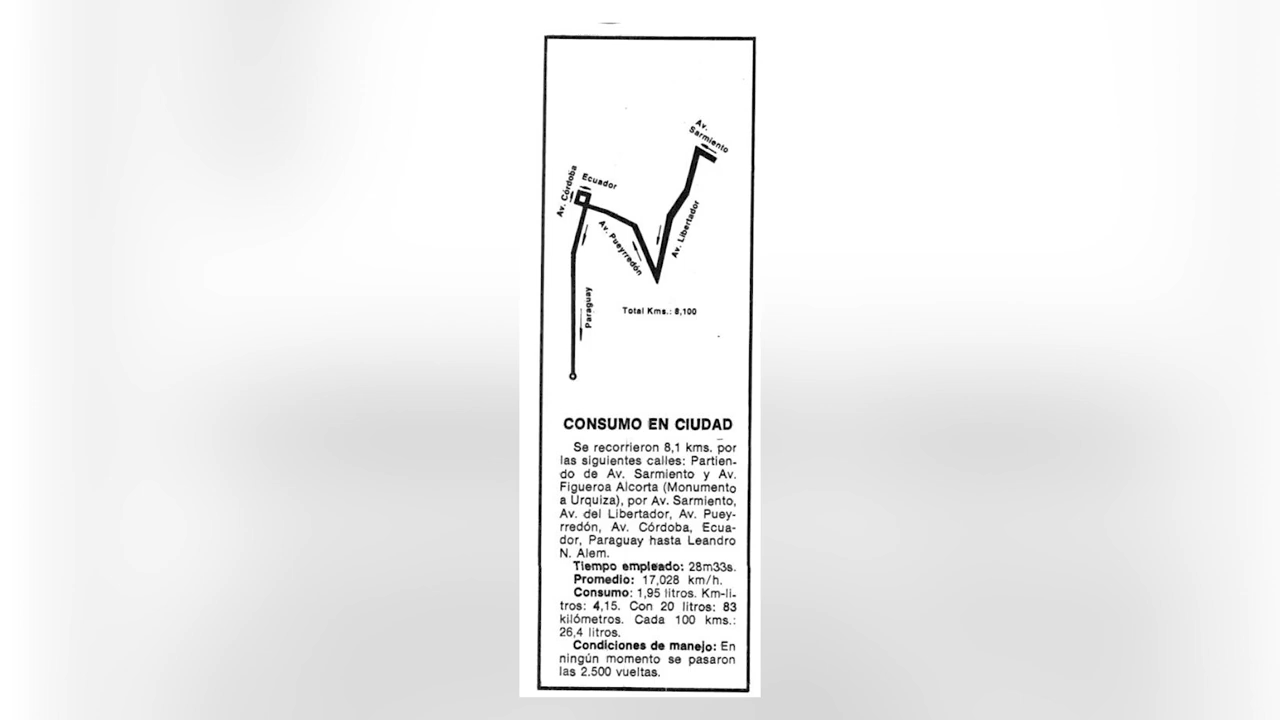 Av.
Sarmiento
Av. Córdoba
Ecuador
Av. Pueyrredón
Av. Libertador
Paraguay
Total Kms.: 8,100
CONSUMO EN CIUDAD
Se recorrieron 8,1 kms. por
las siguientes calles: Partien-
do de Av. Sarmiento y Av.
Figueroa Alcorta (Monumento
a Urquiza), por Av. Sarmiento,
Av. del Libertador, Av. Puey-
rredón, Av. Córdoba, Ecua-
dor, Paraguay hasta Leandro
N. Alem.
Tiempo empleado: 28m33s.
Promedio: 17,028 km/h.
Consumo: 1,95 litros. Km-li-
tros: 4,15. Con 20 litros: 83
kilómetros. Cada 100 kms.:
26,4 litros.
Condiciones de manejo: En
ningún momento se pasaron
las 2.500 vueltas.